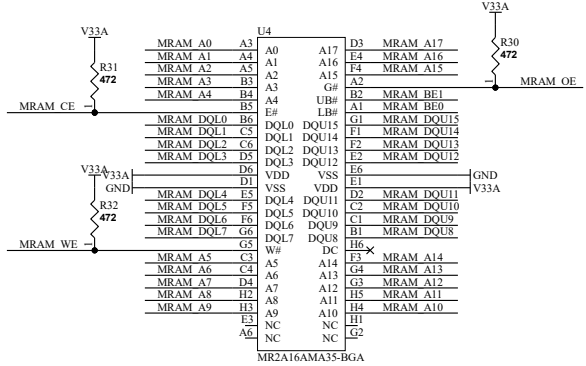 V33A
R30
472
1
MRAM_OE
V33A
R31
472
1
MRAM_CE
V33A
R32
472
1
MRAM_WE
U4
MRAM_A0 A3 A0 A17 D3 MRAM_A17
MRAM_A1 A4 A1 A16 E4 MRAM_A16
MRAM_A2 A5 A2 A15 F4 MRAM_A15
MRAM_A3 B3 A3 G# A2
MRAM_A4 B4 A4 UB# B2 MRAM_BE1
B5 E# LB# A1 MRAM_BE0
MRAM_DQL0 B6 DQL0 DQU15 G1 MRAM_DQU15
MRAM_DQL1 C5 DQL1 DQU14 F1 MRAM_DQU14
MRAM_DQL2 C6 DQL2 DQU13 F2 MRAM_DQU13
MRAM_DQL3 D5 DQL3 DQU12 E2 MRAM_DQU12
V33A D6 VDD VSS E6 GND
GND D1 VSS VDD E1 V33A
MRAM_DQL4 E5 DQL4 DQU11 D2 MRAM_DQU11
MRAM_DQL5 F5 DQL5 DQU10 C2 MRAM_DQU10
MRAM_DQL6 F6 DQL6 DQU9 C1 MRAM_DQU9
MRAM_DQL7 G6 DQL7 DQU8 B1 MRAM_DQU8
G5 W# DC H6
MRAM_A5 C3 A5 A14 F3 MRAM_A14
MRAM_A6 C4 A6 A13 G4 MRAM_A13
MRAM_A7 D4 A7 A12 G3 MRAM_A12
MRAM_A8 H2 A8 A11 H5 MRAM_A11
MRAM_A9 H3 A9 A10 H4 MRAM_A10
E3 NC NC H1
A6 NC NC G2
MR2A16AMA35-BGA